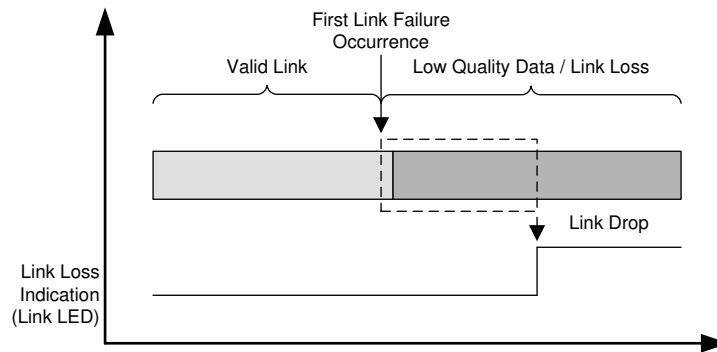 First Link Failure
Occurrence
Valid Link
Low Quality Data / Link Loss
Link Drop
Link Loss
Indication
(Link LED)